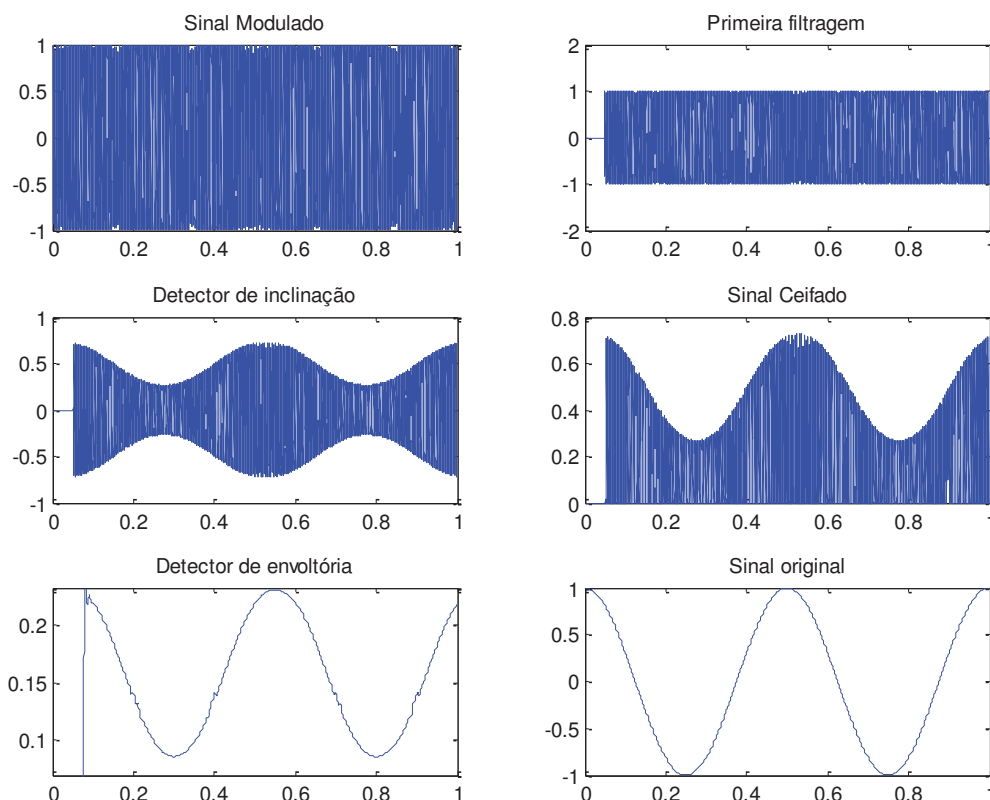 Sinal Modulado
1
0.5
0
-0.5
-1
0 0.2 0.4 0.6 0.8 1
Primeira filtragem
2
1
0
-1
-2
0 0.2 0.4 0.6 0.8 1
Detector de inclinação
1
0.5
0
-0.5
-1
0 0.2 0.4 0.6 0.8 1
Sinal Ceifado
0.8
0.6
0.4
0.2
0
0 0.2 0.4 0.6 0.8 1
Detector de envoltória
0.2
0.15
0.1
0 0.2 0.4 0.6 0.8 1
Sinal original
1
0.5
0
-0.5
-1
0 0.2 0.4 0.6 0.8 1